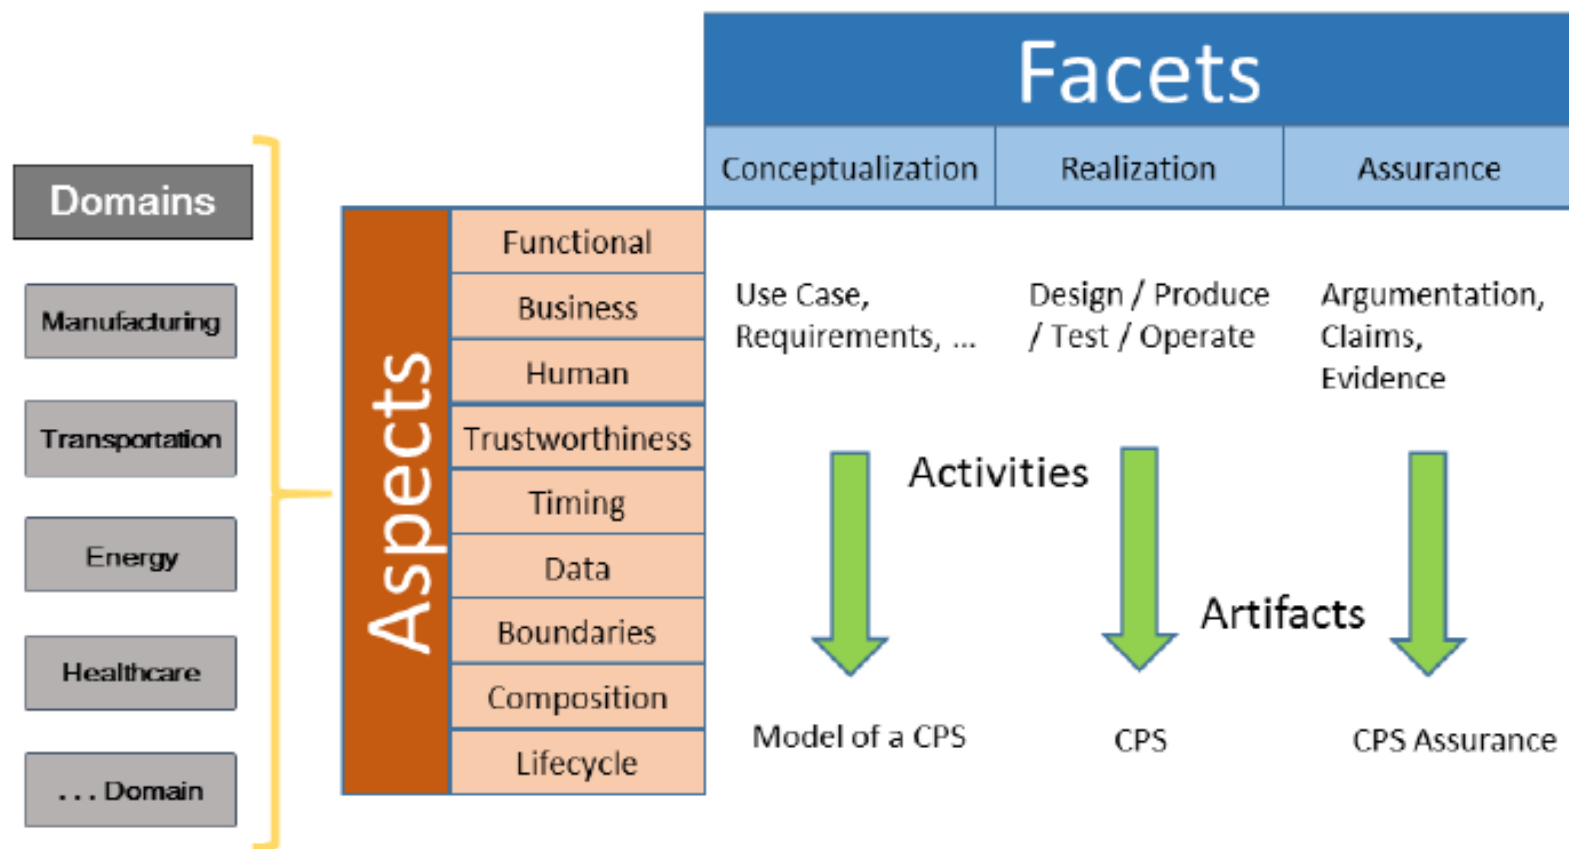 Facets
Conceptualization
Realization
Assurance
Domains
Manufacturing
Transportation
Energy
Healthcare
... Domain
Aspects
Functional
Business
Human
Trustworthiness
Timing
Data
Boundaries
Composition
Lifecycle
Use Case,
Requirements, ...
Design / Produce
/ Test / Operate
Argumentation,
Claims,
Evidence
Activities
Artifacts
Model of a CPS
CPS
CPS Assurance